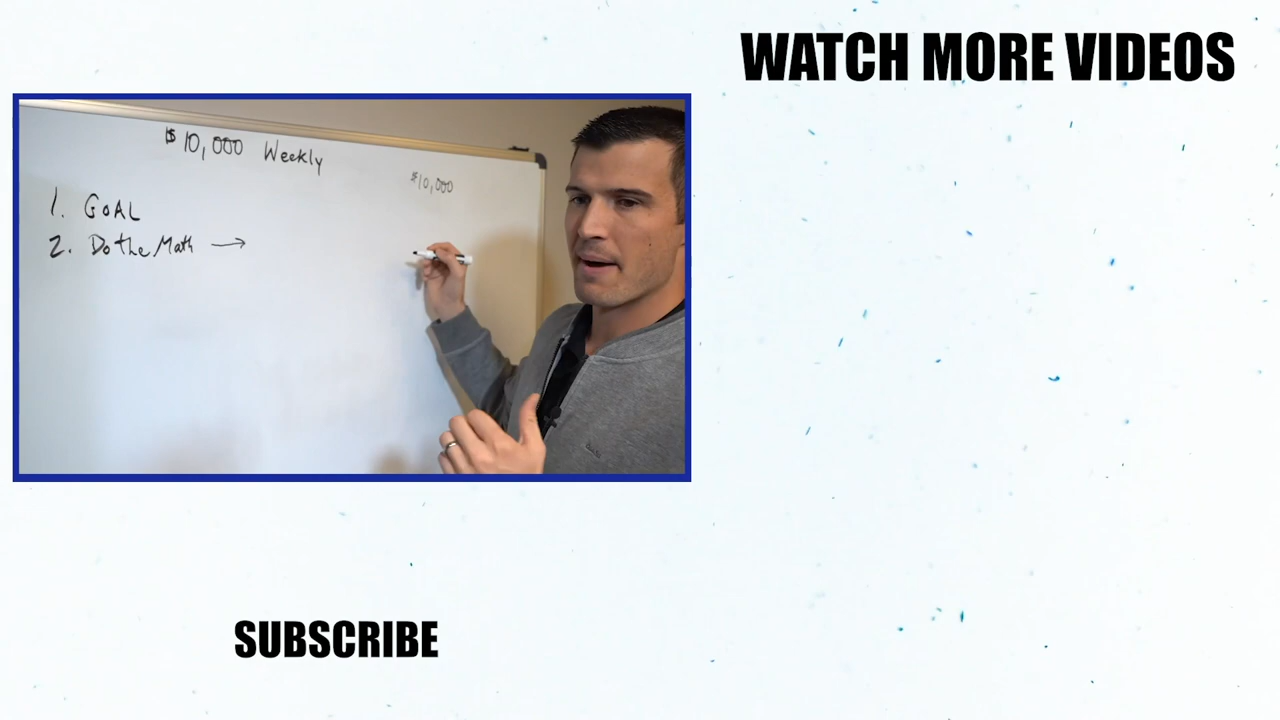 WATCH MORE VIDEOS
$10,000 Weekly
$10,000
1. GOAL
2. Do the Math →
SUBSCRIBE